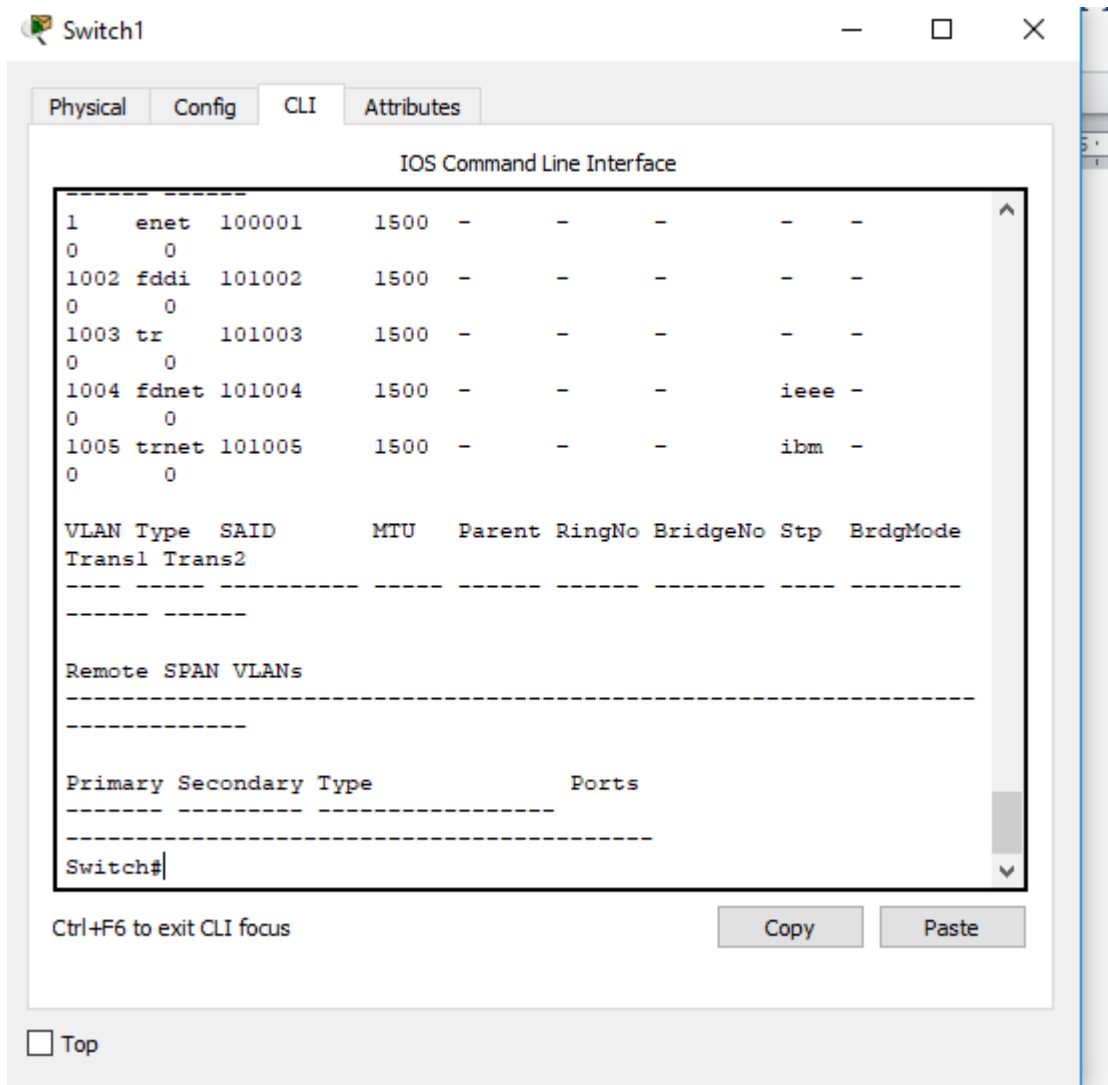 Switch1
Physical Config CLI Attributes
IOS Command Line Interface
------ ------
1 enet 100001 1500 - - - - -
0 0
1002 fddi 101002 1500 - - - - -
0 0
1003 tr 101003 1500 - - - - -
0 0
1004 fdnet 101004 1500 - - - ieee -
0 0
1005 trnet 101005 1500 - - - ibm -
0 0
VLAN Type SAID MTU Parent RingNo BridgeNo Stp BrdgMode
Trans1 Trans2
---- ----- ---------- ----- ------ ------ -------- ---- --------
------ ------
Remote SPAN VLANs
-----------------------------------------------------------------
-------------
Primary Secondary Type Ports
------- --------- -----------------
------------------------------------------
Switch#
Ctrl+F6 to exit CLI focus
Copy Paste
Top